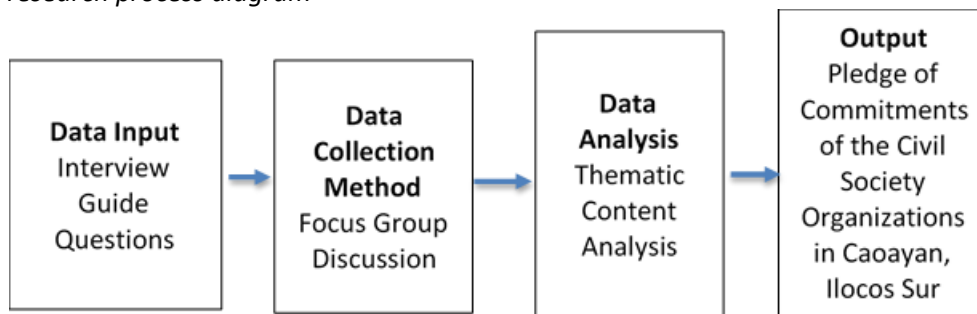 research process diagram
Data Input
Interview
Guide
Questions
Data
Collection
Method
Focus Group
Discussion
Data
Analysis
Thematic
Content
Analysis
Output
Pledge of
Commitments
of the Civil
Society
Organizations
in Caoayan,
Ilocos Sur